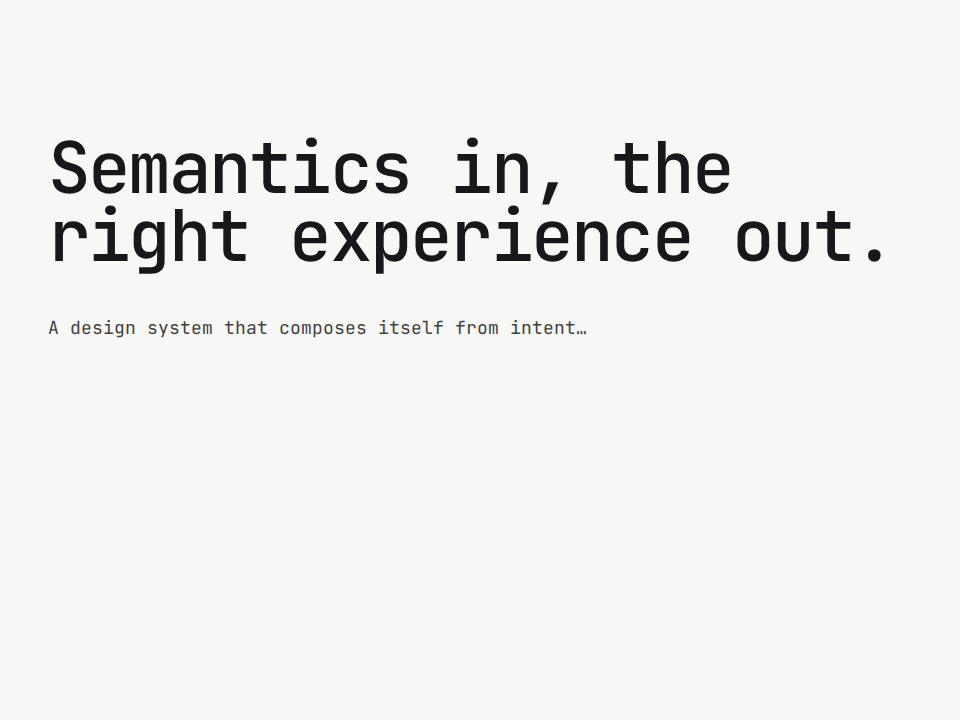 Semantics in, the
right experience out.
A design system that composes itself from intent…